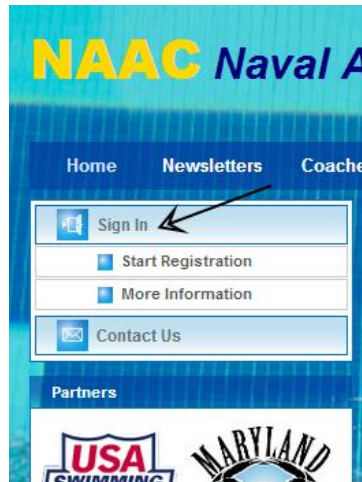 NAAC Naval A
Home Newsletters Coache
Sign In
Start Registration
More Information
Contact Us
Partners
USA
SWIMMING
MARYLAND